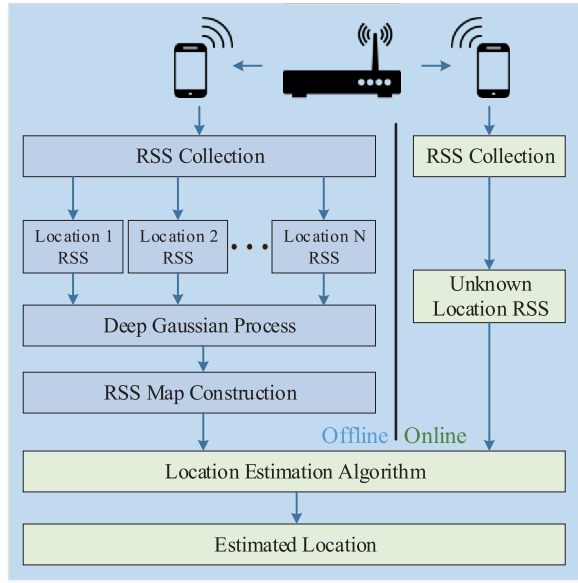 RSS Collection
RSS Collection
Location 1
RSS
Location 2
RSS
Location N
RSS
Unknown
Location RSS
Deep Gaussian Process
RSS Map Construction
Offline
Online
Location Estimation Algorithm
Estimated Location